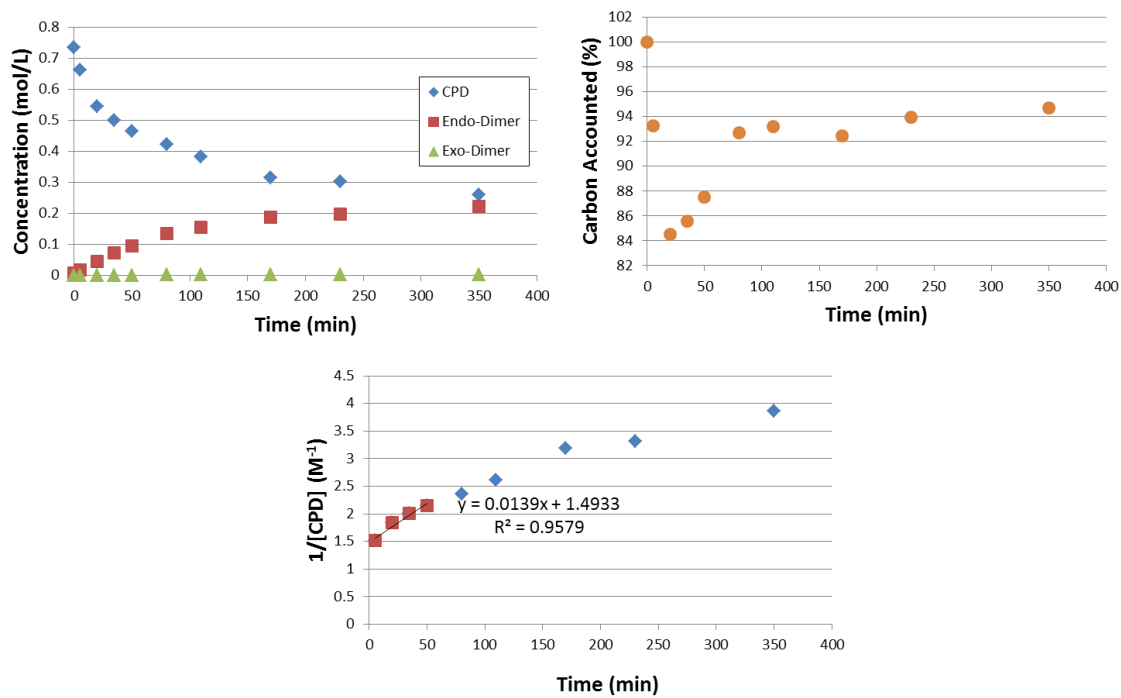 Concentration (mol/L)
0.8
0.7
0.6
0.5
0.4
0.3
0.2
0.1
0
0 50 100 150 200 250 300 350 400
Time (min)
CPD
Endo-Dimer
Exo-Dimer
Carbon Accounted (%)
102
100
98
96
94
92
90
88
86
84
82
0 50 100 150 200 250 300 350 400
Time (min)
1/[CPD] (M⁻¹)
4.5
4
3.5
3
2.5
2
1.5
1
0.5
0
y = 0.0139x + 1.4933
R² = 0.9579
0 50 100 150 200 250 300 350 400
Time (min)